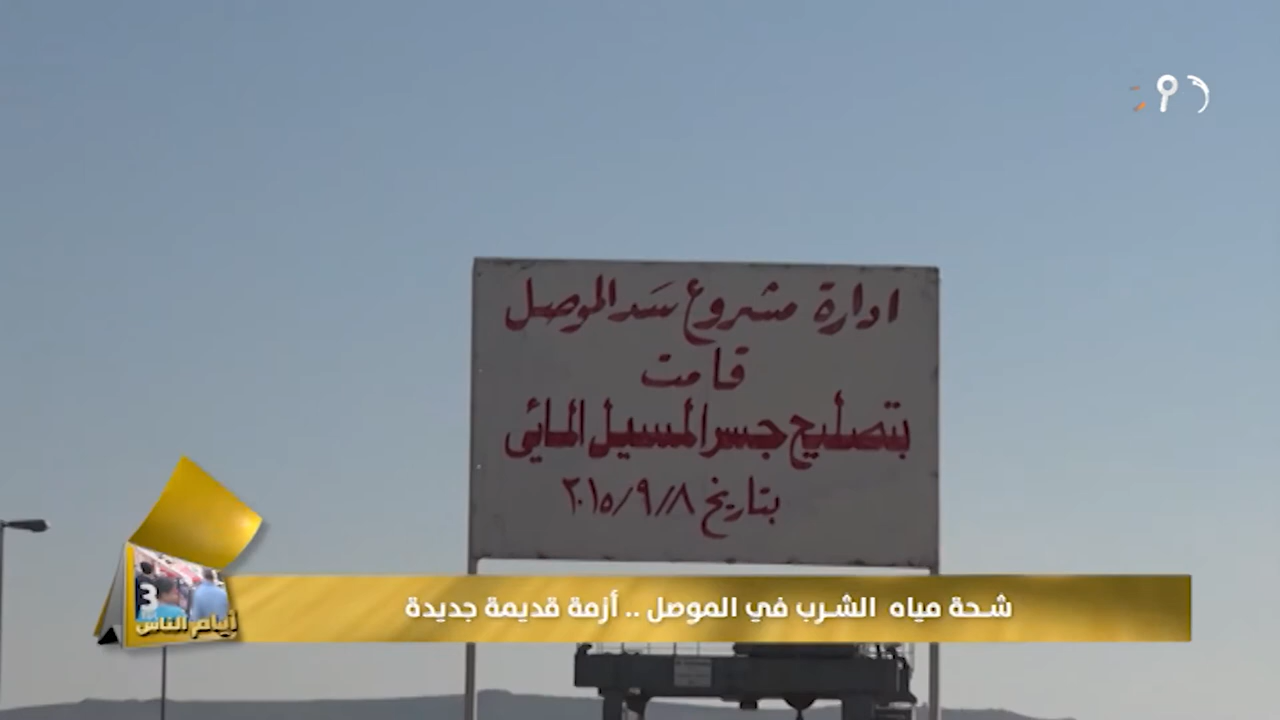 ادارة مشروع سَد الموصل
قامت
بتصليح جسر المسيل المائي
بتاريخ ٢٠١٥/٩/٨
شحة مياه الشرب في الموصل .. أزمة قديمة جديدة
3
أيام الناس